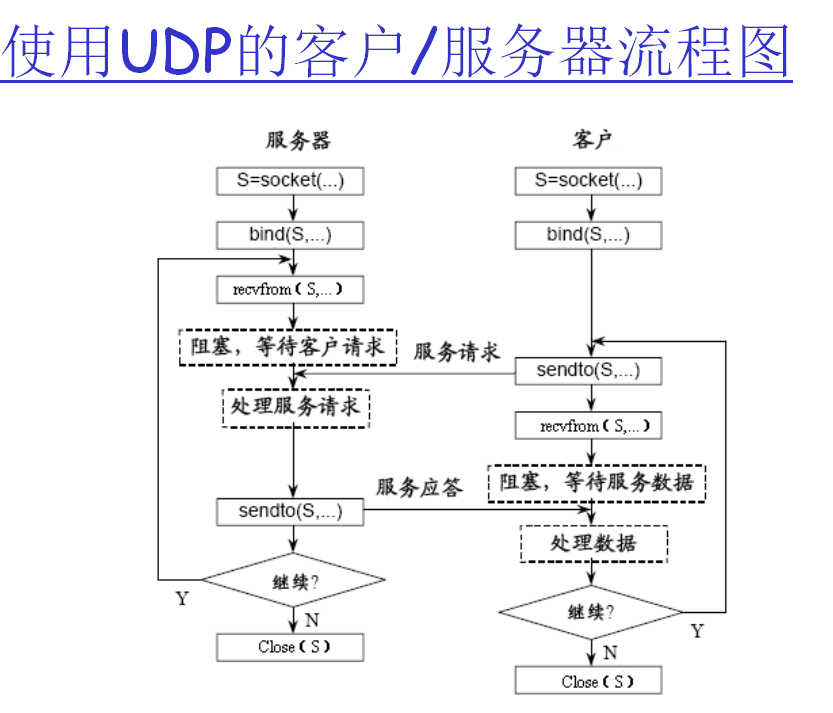 使用UDP的客户/服务器流程图
服务器
S=socket(...)
bind(S,...)
recvfrom(S,...)
阻塞，等待客户请求
服务请求
处理服务请求
服务应答
sendto(S,...)
继续?
Y
N
Close(S)
客户
S=socket(...)
bind(S,...)
sendto(S,...)
recvfrom(S,...)
阻塞，等待服务数据
处理数据
继续?
Y
N
Close(S)